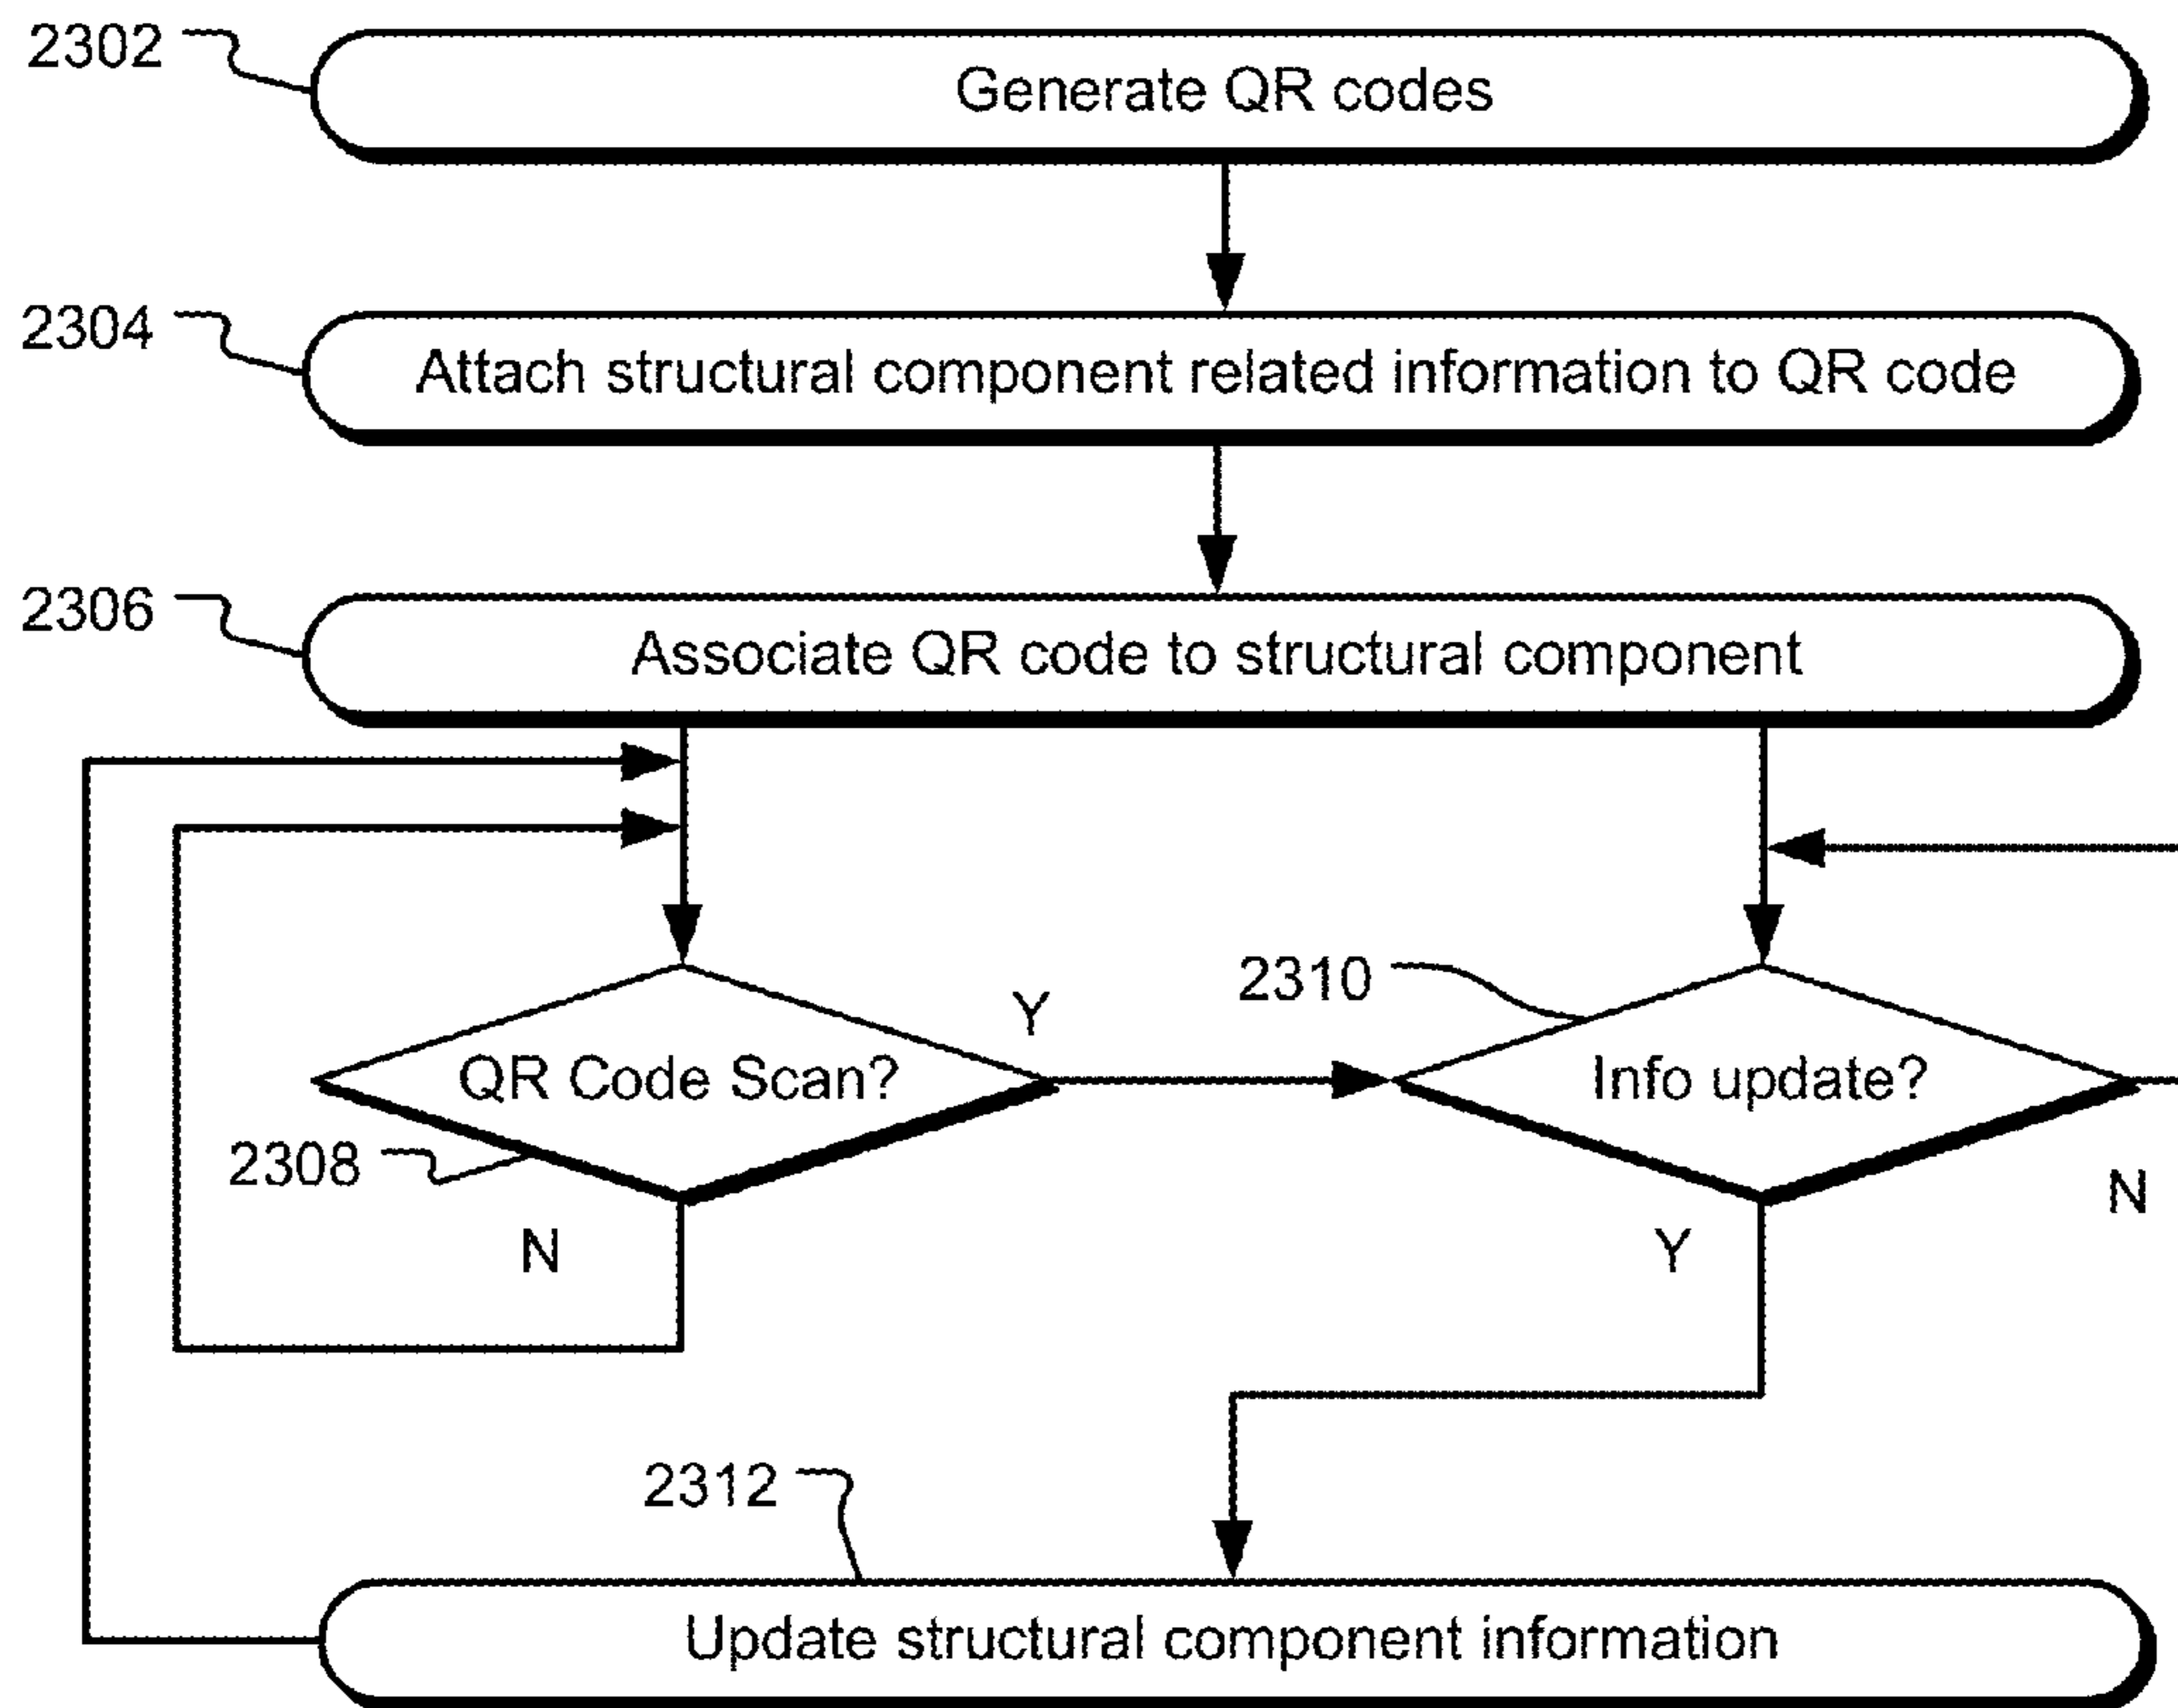 2302
Generate QR codes
2304
Attach structural component related information to QR code
2306
Associate QR code to structural component
Y
2310
QR Code Scan?
Info update?
2308
N
N
Y
2312
Update structural component information